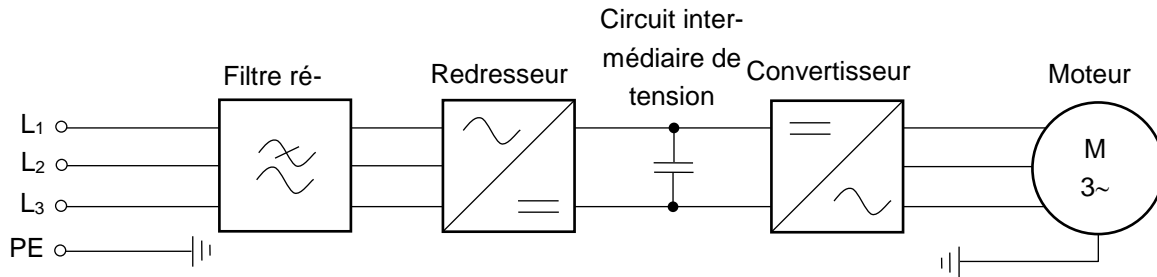 Circuit inter-
médiaire de
tension
Filtre ré-
Redresseur
Convertisseur
Moteur
L1
L2
L3
PE
M
3~